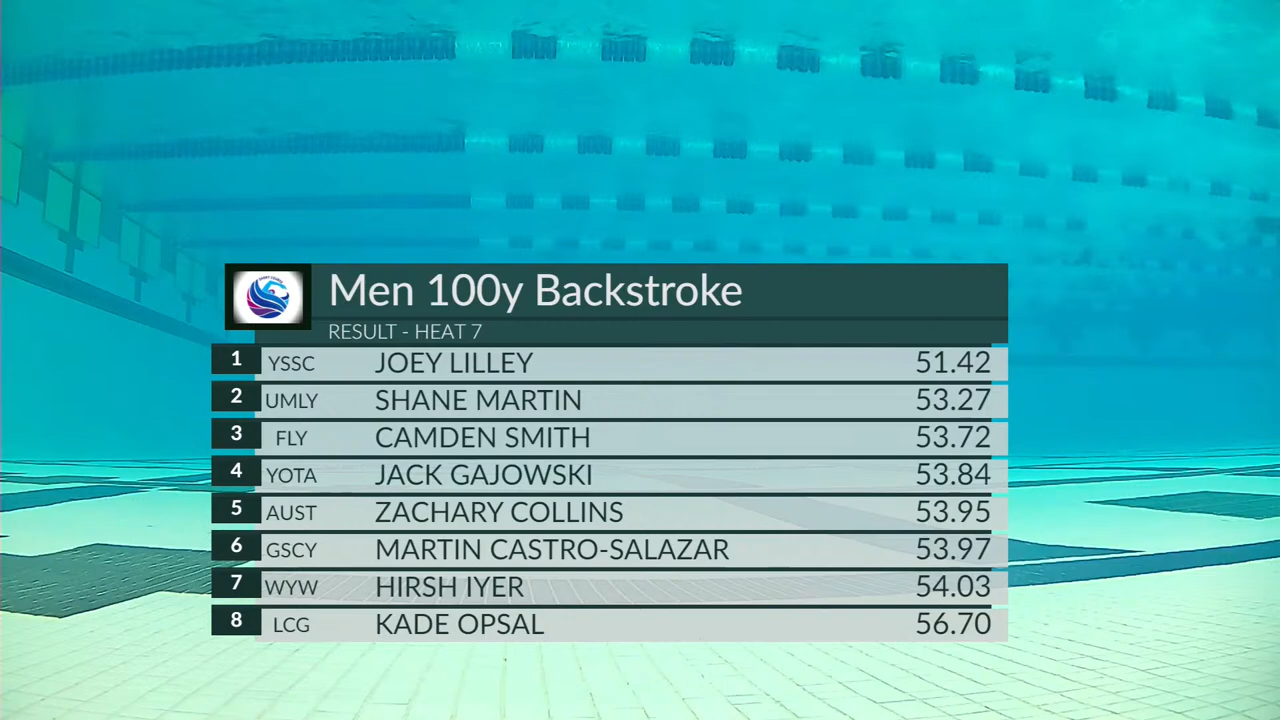 Men 100y Backstroke
RESULT - HEAT 7
1 YSSC JOEY LILLEY 51.42
2 UMLY SHANE MARTIN 53.27
3 FLY CAMDEN SMITH 53.72
4 YOTA JACK GAJOWSKI 53.84
5 AUST ZACHARY COLLINS 53.95
6 GSCY MARTIN CASTRO-SALAZAR 53.97
7 WYW HIRSH IYER 54.03
8 LCG KADE OPSAL 56.70